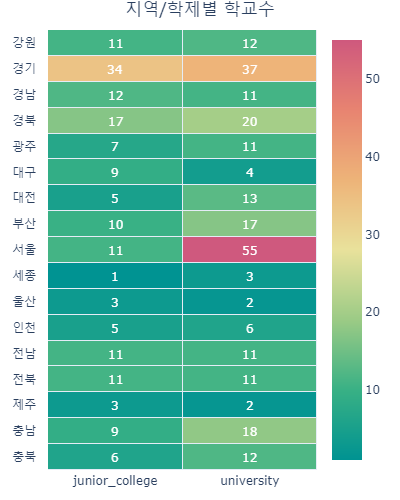 지역/학제별 학교수
강원 11 12
경기 34 37
경남 12 11
경북 17 20
광주 7 11
대구 9 4
대전 5 13
부산 10 17
서울 11 55
세종 1 3
울산 3 2
인천 5 6
전남 11 11
전북 11 11
제주 3 2
충남 9 18
충북 6 12
junior_college university
50
40
30
20
10